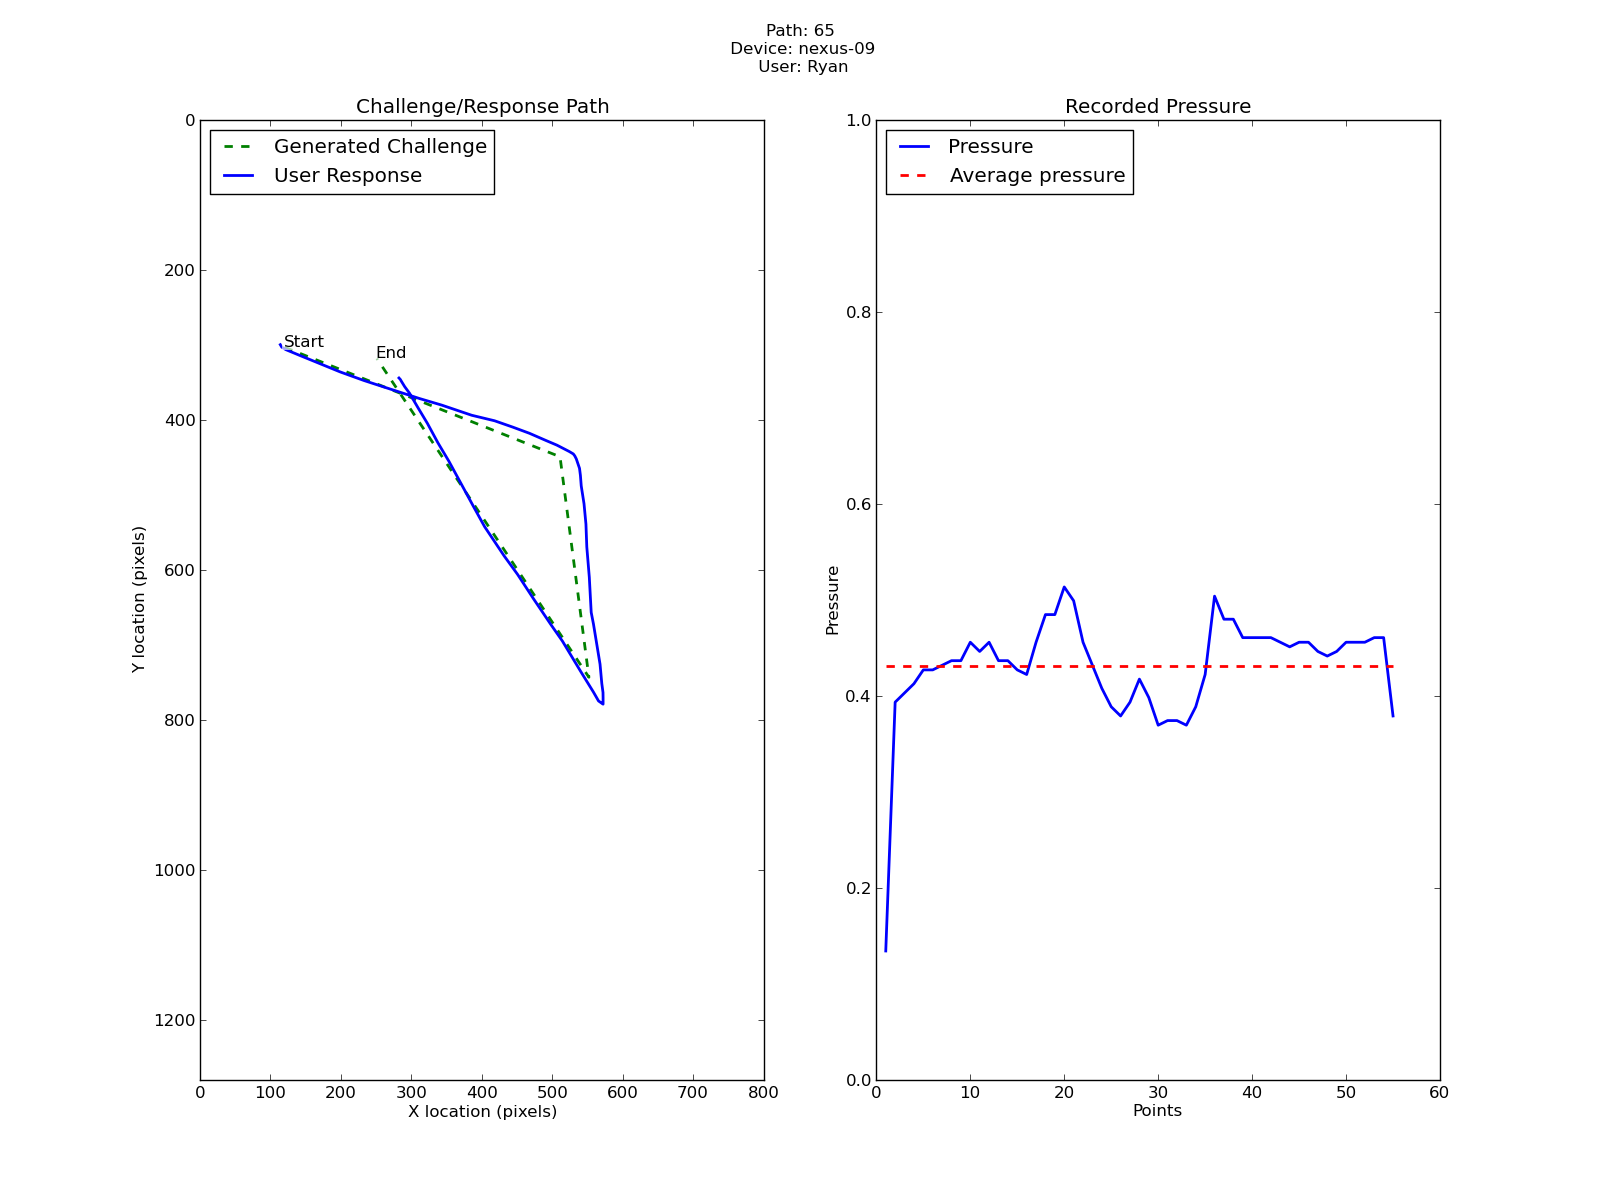 Path: 65
Device: nexus-09
User: Ryan
Challenge/Response Path
Generated Challenge
User Response
Start
End
0
200
400
600
800
1000
1200
Y location (pixels)
0 100 200 300 400 500 600 700 800
X location (pixels)
Recorded Pressure
Pressure
Average pressure
1.0
0.8
0.6
0.4
0.2
0.0
Pressure
0 10 20 30 40 50 60
Points